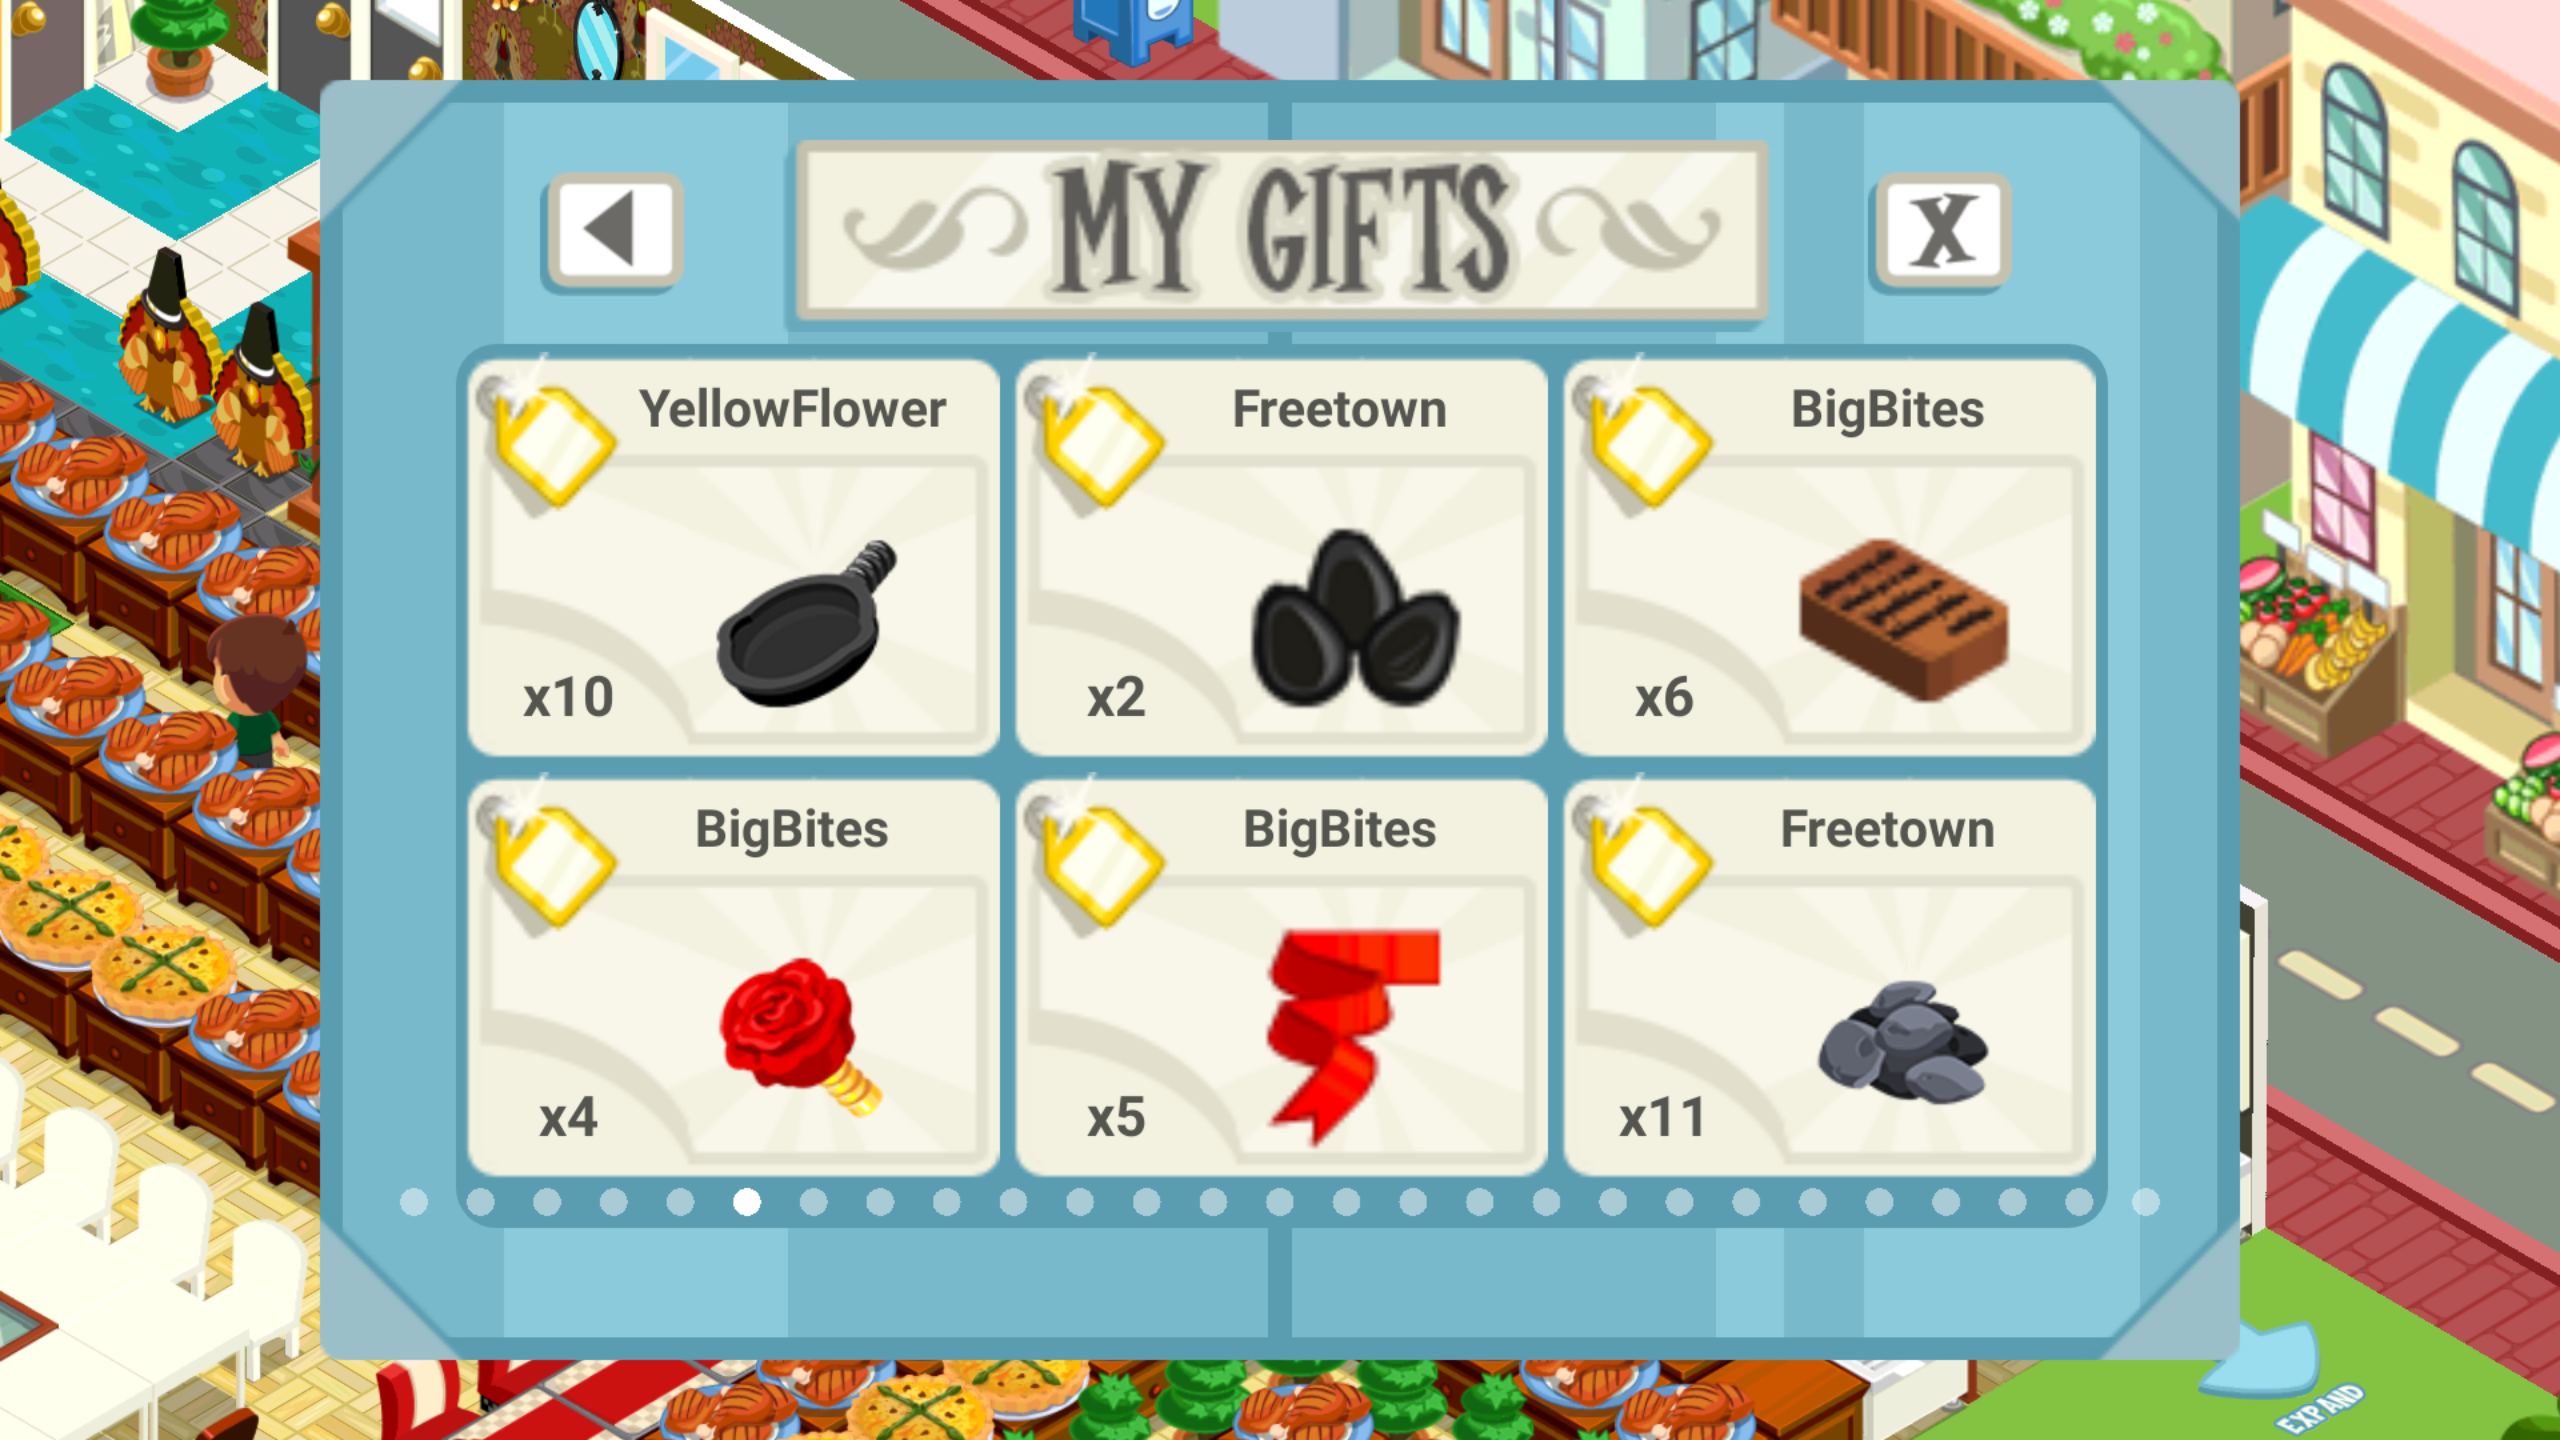 MY GIFTS
X
YellowFlower
x10
Freetown
x2
BigBites
x6
BigBites
x4
BigBites
x5
Freetown
x11
EXPAND